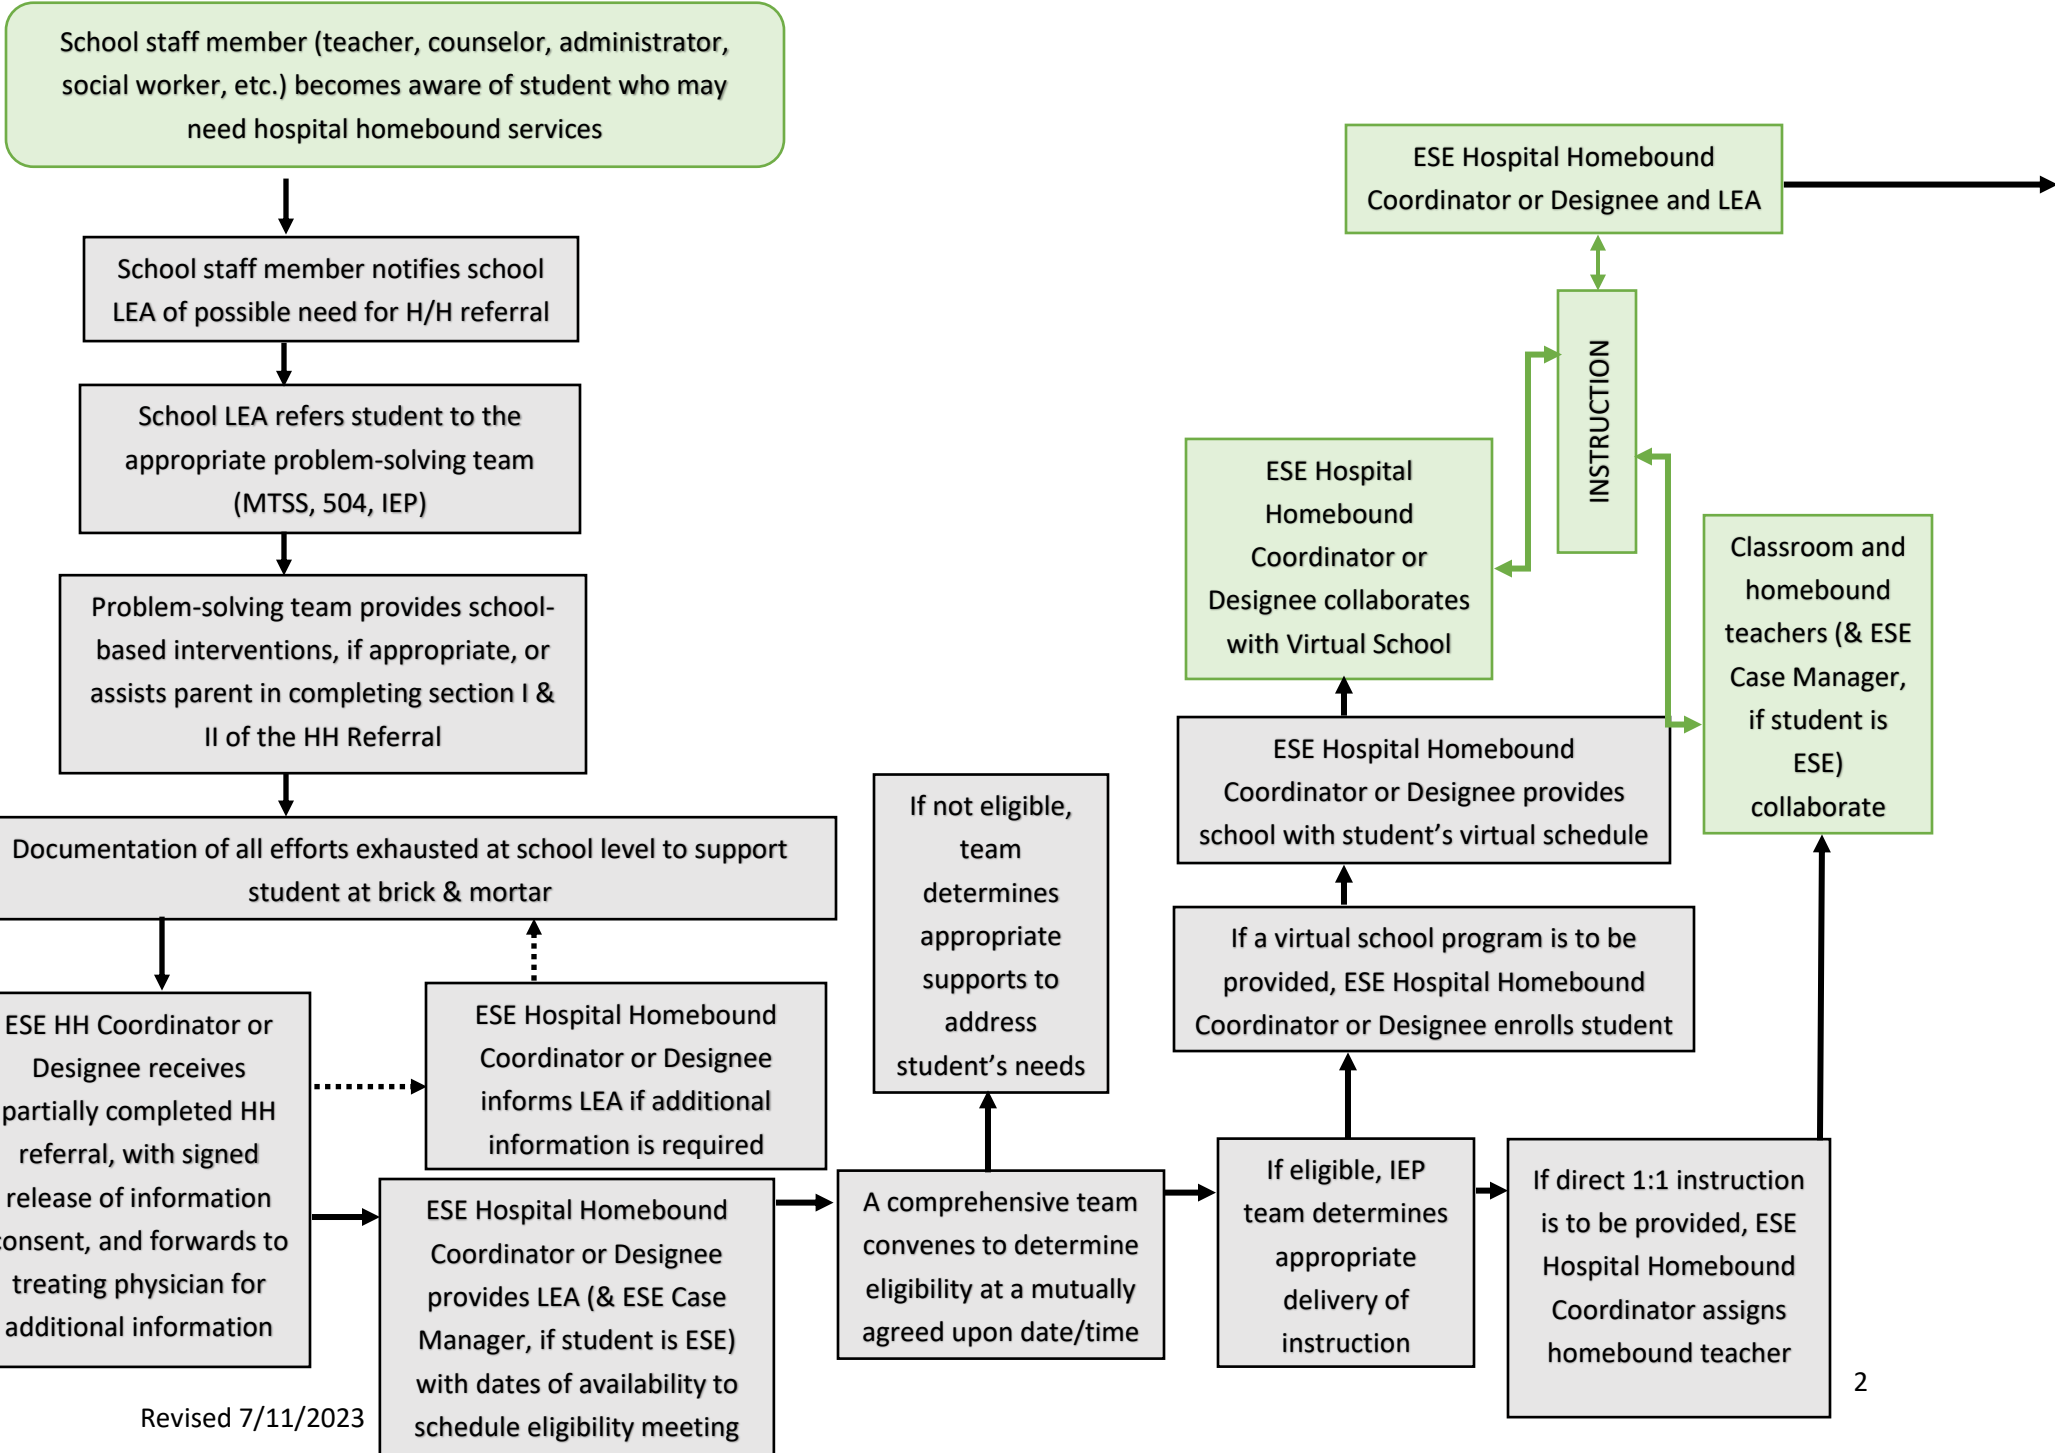 School staff member (teacher, counselor, administrator,
social worker, etc.) becomes aware of student who may
need hospital homebound services
School staff member notifies school
LEA of possible need for H/H referral
School LEA refers student to the
appropriate problem-solving team
(MTSS, 504, IEP)
Problem-solving team provides school-
based interventions, if appropriate, or
assists parent in completing section I &
II of the HH Referral
Documentation of all efforts exhausted at school level to support
student at brick & mortar
ESE HH Coordinator or
Designee receives
partially completed HH
referral, with signed
release of information
consent, and forwards to
treating physician for
additional information
ESE Hospital Homebound
Coordinator or Designee
informs LEA if additional
information is required
ESE Hospital Homebound
Coordinator or Designee
provides LEA (& ESE Case
Manager, if student is ESE)
with dates of availability to
schedule eligibility meeting
A comprehensive team
convenes to determine
eligibility at a mutually
agreed upon date/time
If not eligible,
team
determines
appropriate
supports to
address
student's needs
If eligible, IEP
team determines
appropriate
delivery of
instruction
If direct 1:1 instruction
is to be provided, ESE
Hospital Homebound
Coordinator assigns
homebound teacher
If a virtual school program is to be
provided, ESE Hospital Homebound
Coordinator or Designee enrolls student
ESE Hospital Homebound
Coordinator or Designee provides
school with student's virtual schedule
ESE Hospital
Homebound
Coordinator or
Designee collaborates
with Virtual School
Classroom and
homebound
teachers (& ESE
Case Manager,
if student is
ESE)
collaborate
INSTRUCTION
ESE Hospital Homebound
Coordinator or Designee and LEA
Revised 7/11/2023
2